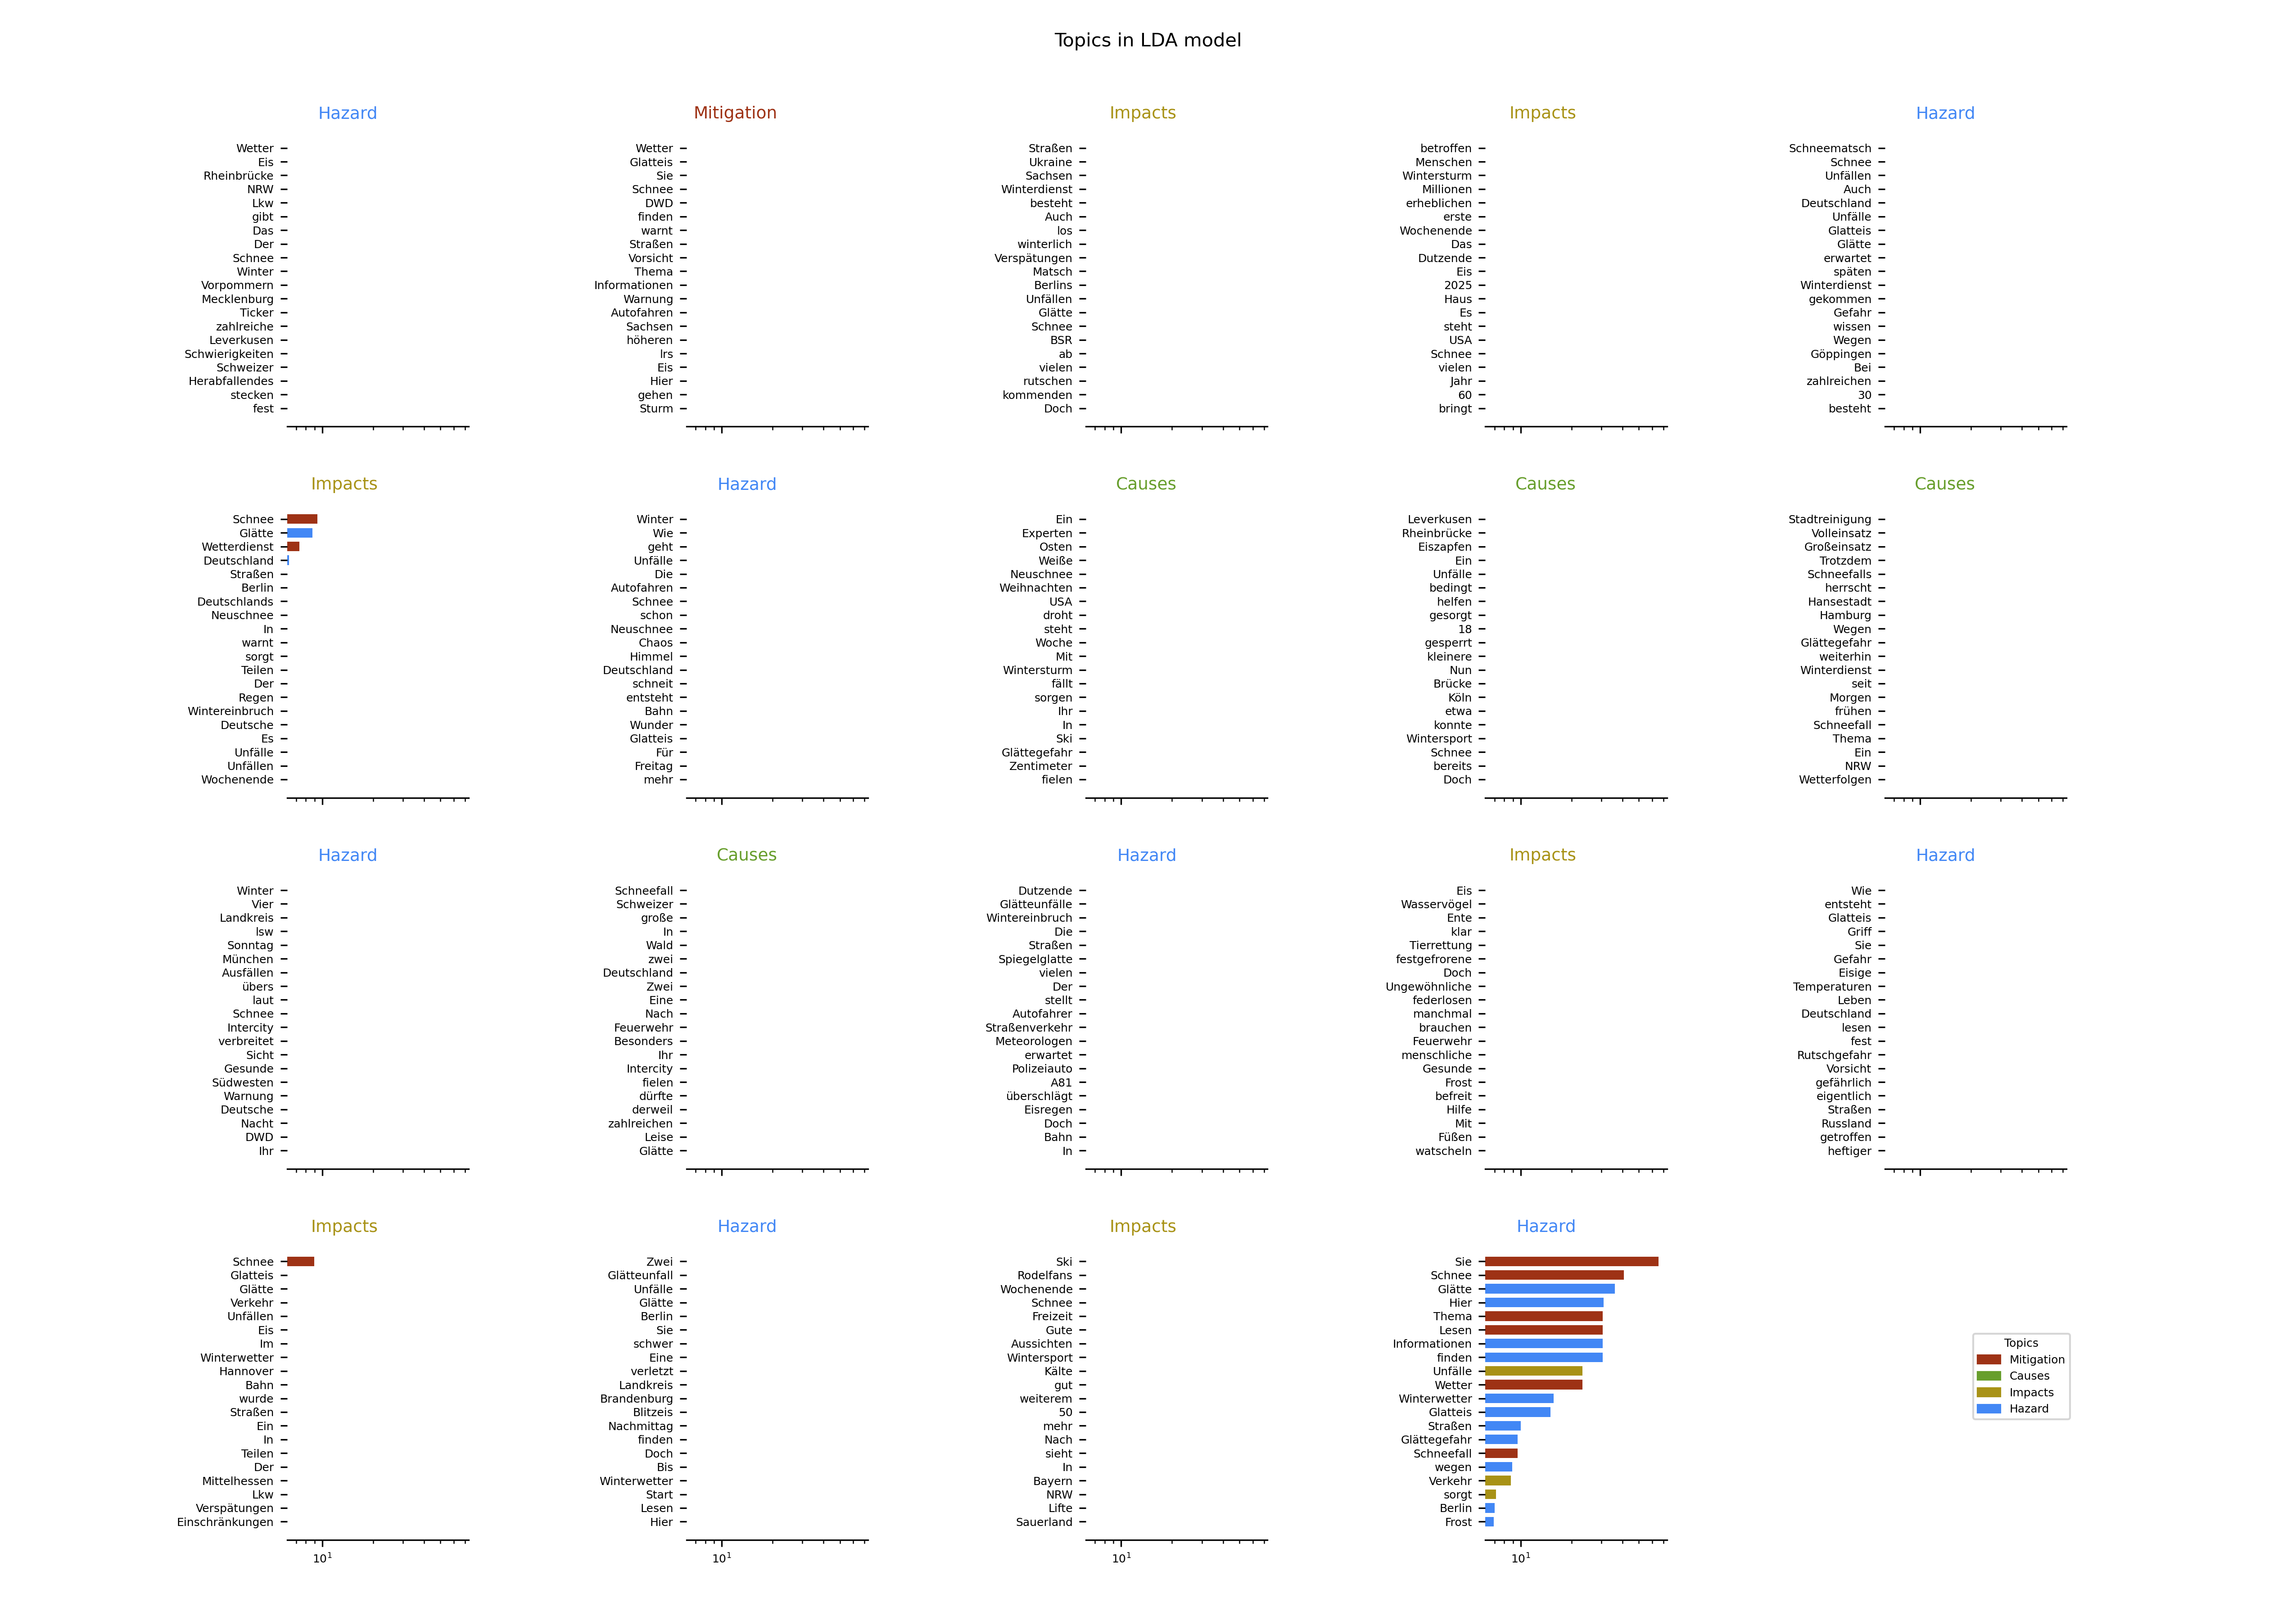 Topics in LDA model
Hazard
Wetter
Eis
Rheinbrücke
NRW
Lkw
gibt
Das
Der
Schnee
Winter
Vorpommern
Mecklenburg
Ticker
zahlreiche
Leverkusen
Schwierigkeiten
Schweizer
Herabfallendes
stecken
fest
Mitigation
Wetter
Glatteis
Sie
Schnee
DWD
finden
warnt
Straßen
Vorsicht
Thema
Informationen
Warnung
Autofahren
Sachsen
höheren
Irs
Eis
Hier
gehen
Sturm
Impacts
Straßen
Ukraine
Sachsen
Winterdienst
besteht
Auch
los
winterlich
Verspätungen
Matsch
Berlins
Unfällen
Glätte
Schnee
BSR
ab
vielen
rutschen
kommenden
Doch
Impacts
betroffen
Menschen
Wintersturm
Millionen
erheblichen
erste
Wochenende
Das
Dutzende
Eis
2025
Haus
Es
steht
USA
Schnee
vielen
Jahr
60
bringt
Hazard
Schneematsch
Schnee
Unfällen
Auch
Deutschland
Unfälle
Glatteis
Glätte
erwartet
späten
Winterdienst
gekommen
Gefahr
wissen
Wegen
Göppingen
Bei
zahlreichen
30
besteht
Impacts
Schnee
Glätte
Wetterdienst
Deutschland
Straßen
Berlin
Deutschlands
Neuschnee
In
warnt
sorgt
Teilen
Der
Regen
Wintereinbruch
Deutsche
Es
Unfälle
Unfällen
Wochenende
Hazard
Winter
Wie
geht
Unfälle
Die
Autofahren
Schnee
schon
Neuschnee
Chaos
Himmel
Deutschland
schneit
entsteht
Bahn
Wunder
Glatteis
Für
Freitag
mehr
Causes
Ein
Experten
Osten
Weiße
Neuschnee
Weihnachten
USA
droht
steht
Woche
Mit
Wintersturm
fällt
sorgen
Ihr
In
Ski
Glättegefahr
Zentimeter
fielen
Causes
Leverkusen
Rheinbrücke
Eiszapfen
Ein
Unfälle
bedingt
helfen
gesorgt
18
gesperrt
kleinere
Nun
Brücke
Köln
etwa
konnte
Wintersport
Schnee
bereits
Doch
Causes
Stadtreinigung
Volleinsatz
Großeinsatz
Trotzdem
Schneefalls
herrscht
Hansestadt
Hamburg
Wegen
Glättegefahr
weiterhin
Winterdienst
seit
Morgen
frühen
Schneefall
Thema
Ein
NRW
Wetterfolgen
Hazard
Winter
Vier
Landkreis
lsw
Sonntag
München
Ausfällen
übers
laut
Schnee
Intercity
verbreitet
Sicht
Gesunde
Südwesten
Warnung
Deutsche
Nacht
DWD
Ihr
Causes
Schneefall
Schweizer
große
In
Wald
zwei
Deutschland
Zwei
Eine
Nach
Feuerwehr
Besonders
Ihr
Intercity
fielen
dürfte
derweil
zahlreichen
Leise
Glätte
Hazard
Dutzende
Glätteunfälle
Wintereinbruch
Die
Straßen
Spiegelglatte
vielen
Der
stellt
Autofahrer
Straßenverkehr
Meteorologen
erwartet
Polizeiauto
A81
überschlägt
Eisregen
Doch
Bahn
In
Impacts
Eis
Wasservögel
Ente
klar
Tierrettung
festgefrorene
Doch
Ungewöhnliche
federlosen
manchmal
brauchen
Feuerwehr
menschliche
Gesunde
Frost
befreit
Hilfe
Mit
Füßen
watscheln
Hazard
Wie
entsteht
Glatteis
Griff
Sie
Gefahr
Eisige
Temperaturen
Leben
Deutschland
lesen
fest
Rutschgefahr
Vorsicht
gefährlich
eigentlich
Straßen
Russland
getroffen
heftiger
Impacts
Schnee
Glatteis
Glätte
Verkehr
Unfällen
Eis
Im
Winterwetter
Hannover
Bahn
wurde
Straßen
Ein
In
Teilen
Der
Mittelhessen
Lkw
Verspätungen
Einschränkungen
10¹
Hazard
Zwei
Glätteunfall
Unfälle
Glätte
Berlin
Sie
schwer
Eine
verletzt
Landkreis
Brandenburg
Blitzeis
Nachmittag
finden
Doch
Bis
Winterwetter
Start
Lesen
Hier
10¹
Impacts
Ski
Rodelfans
Wochenende
Schnee
Freizeit
Gute
Aussichten
Wintersport
Kälte
gut
weiterem
50
mehr
Nach
sieht
In
Bayern
NRW
Lifte
Sauerland
10¹
Hazard
Sie
Schnee
Glätte
Hier
Thema
Lesen
Informationen
finden
Unfälle
Wetter
Winterwetter
Glatteis
Straßen
Glättegefahr
Schneefall
wegen
Verkehr
sorgt
Berlin
Frost
10¹
Topics
Mitigation
Causes
Impacts
Hazard